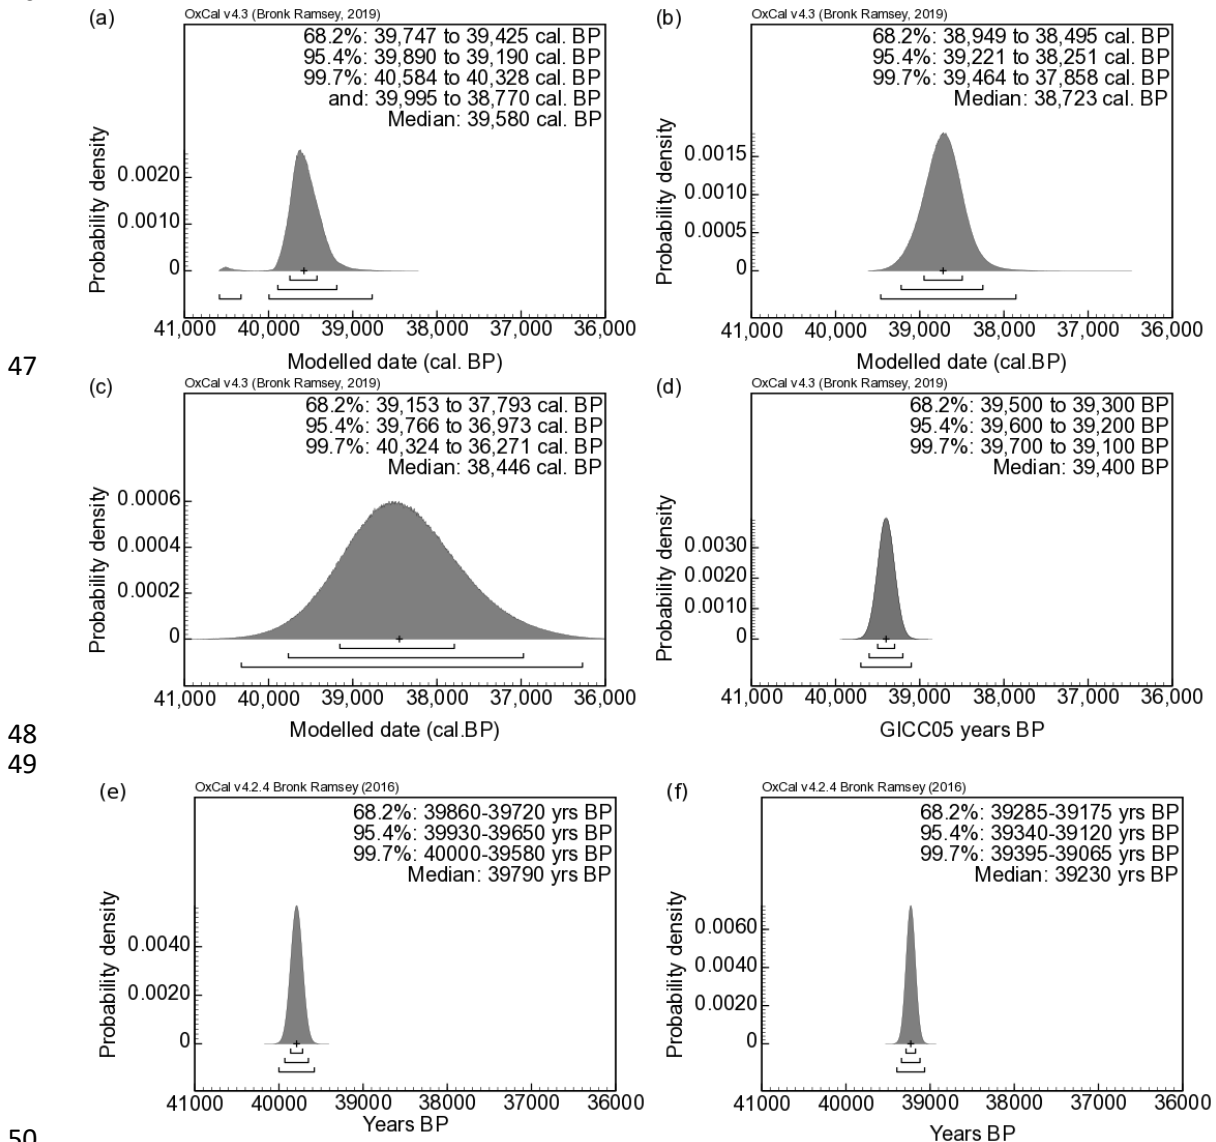 (a)
OxCal v4.3 (Bronk Ramsey, 2019)
68.2%: 39,747 to 39,425 cal. BP
95.4%: 39,890 to 39,190 cal. BP
99.7%: 40,584 to 40,328 cal. BP
and: 39,995 to 38,770 cal. BP
Median: 39,580 cal. BP
Probability density
0.0020
0.0010
0
41,000 40,000 39,000 38,000 37,000 36,000
Modelled date (cal. BP)
(b)
OxCal v4.3 (Bronk Ramsey, 2019)
68.2%: 38,949 to 38,495 cal. BP
95.4%: 39,221 to 38,251 cal. BP
99.7%: 39,464 to 37,858 cal. BP
Median: 38,723 cal. BP
Probability density
0.0015
0.0010
0.0005
0
41,000 40,000 39,000 38,000 37,000 36,000
Modelled date (cal.BP)
47
(c)
OxCal v4.3 (Bronk Ramsey, 2019)
68.2%: 39,153 to 37,793 cal. BP
95.4%: 39,766 to 36,973 cal. BP
99.7%: 40,324 to 36,271 cal. BP
Median: 38,446 cal. BP
Probability density
0.0006
0.0004
0.0002
0
41,000 40,000 39,000 38,000 37,000 36,000
Modelled date (cal.BP)
(d)
OxCal v4.3 (Bronk Ramsey, 2019)
68.2%: 39,500 to 39,300 BP
95.4%: 39,600 to 39,200 BP
99.7%: 39,700 to 39,100 BP
Median: 39,400 BP
Probability density
0.0030
0.0020
0.0010
0
41,000 40,000 39,000 38,000 37,000 36,000
GICC05 years BP
48
49
(e)
OxCal v4.2.4 Bronk Ramsey (2016)
68.2%: 39860-39720 yrs BP
95.4%: 39930-39650 yrs BP
99.7%: 40000-39580 yrs BP
Median: 39790 yrs BP
Probability density
0.0040
0.0020
0
41000 40000 39000 38000 37000 36000
Years BP
(f)
OxCal v4.2.4 Bronk Ramsey (2016)
68.2%: 39285-39175 yrs BP
95.4%: 39340-39120 yrs BP
99.7%: 39395-39065 yrs BP
Median: 39230 yrs BP
Probability density
0.0060
0.0040
0.0020
0
41000 40000 39000 38000 37000 36000
Years BP
50